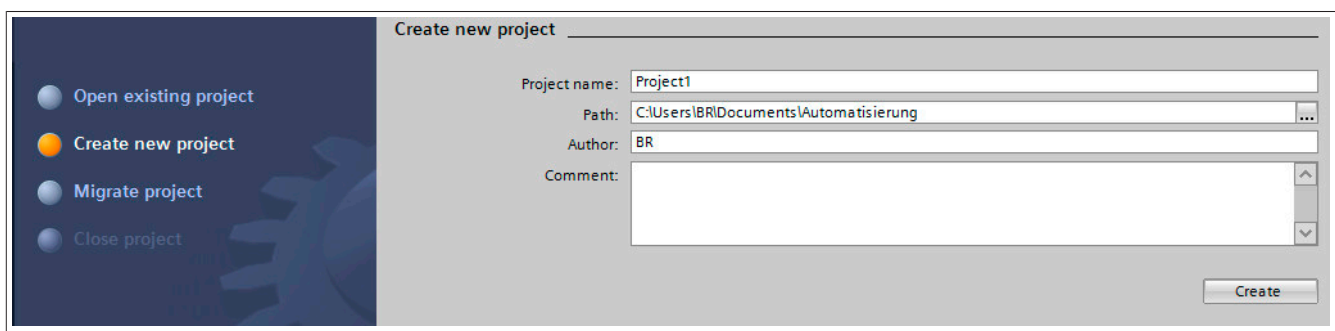 Open existing project
Create new project
Migrate project
Close project
Create new project
Project name: Project1
Path: C:\Users\BR\Documents\Automatisierung ...
Author: BR
Comment:
Create